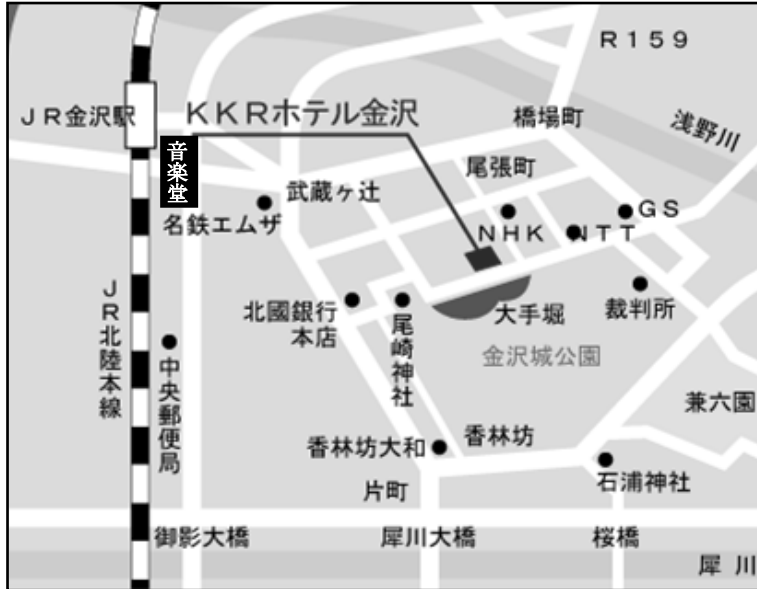 R159
JR金沢駅
KKRホテル金沢
橋場町
浅野川
音楽堂
尾張町
武蔵ヶ辻
名鉄エムザ
GS
NHK
NTT
JR北陸本線
北國銀行
本店
尾崎神社
大手堀
裁判所
中央郵便局
金沢城公園
兼六園
香林坊大和
香林坊
石浦神社
片町
御影大橋
犀川大橋
桜橋
犀川